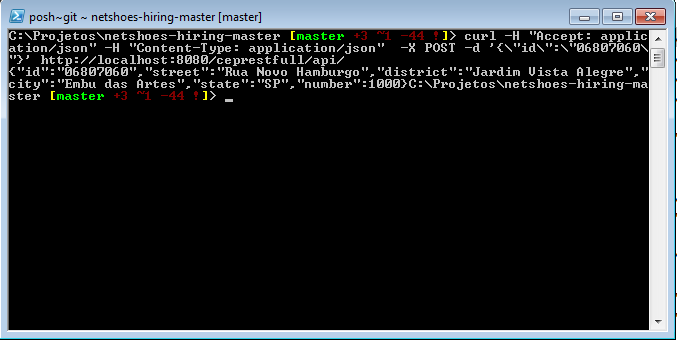 posh~git ~ netshoes-hiring-master [master]
C:\Projetos\netshoes-hiring-master [master +3 ~1 -44 !]> curl -H "Accept: applic
ation/json" -H "Content-Type: application/json"  -X POST -d '{\"id\":\"06807060\
"}' http://localhost:8080/ceprestfull/api/
{"id":"06807060","street":"Rua Novo Hamburgo","district":"Jardim Vista Alegre","
city":"Embu das Artes","state":"SP","number":1000}C:\Projetos\netshoes-hiring-ma
ster [master +3 ~1 -44 !]> _